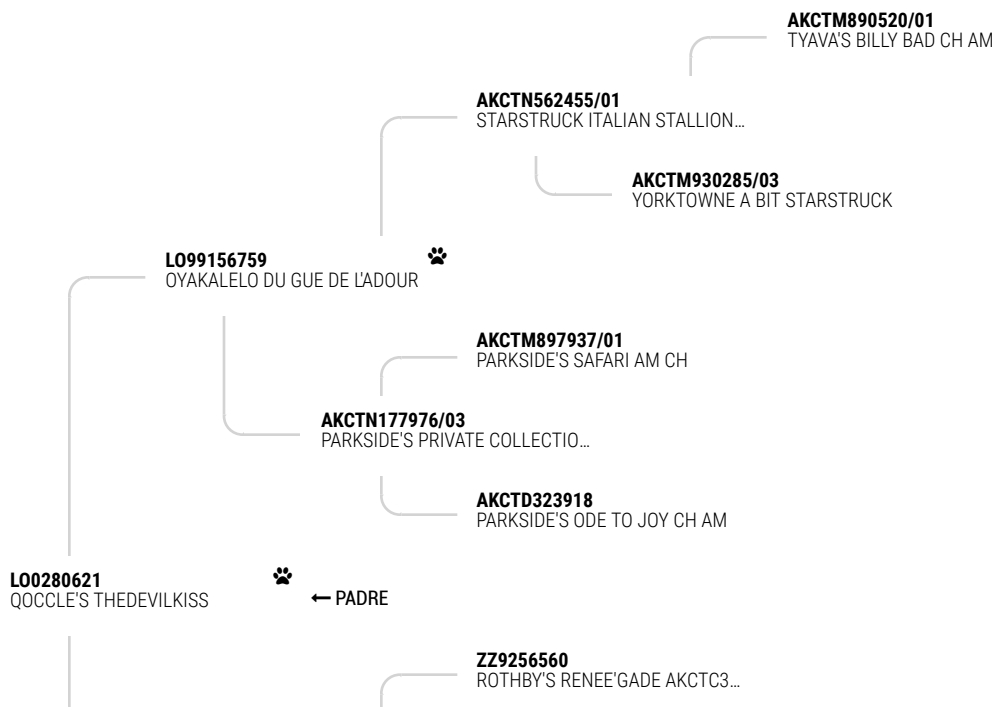 AKCTM890520/01
TYAVA'S BILLY BAD CH AM
AKCTN562455/01
STARSTRUCK ITALIAN STALLION...
AKCTM930285/03
YORKTOWNE A BIT STARSTRUCK
LO99156759
OYAKALELO DU GUE DE L'ADOUR
AKCTM897937/01
PARKSIDE'S SAFARI AM CH
AKCTN177976/03
PARKSIDE'S PRIVATE COLLECTIO...
AKCTD323918
PARKSIDE'S ODE TO JOY CH AM
LO0280621
QOCCLE'S THEDEVILKISS
← PADRE
ZZ9256560
ROTHBY'S RENEE'GADE AKCTC3...